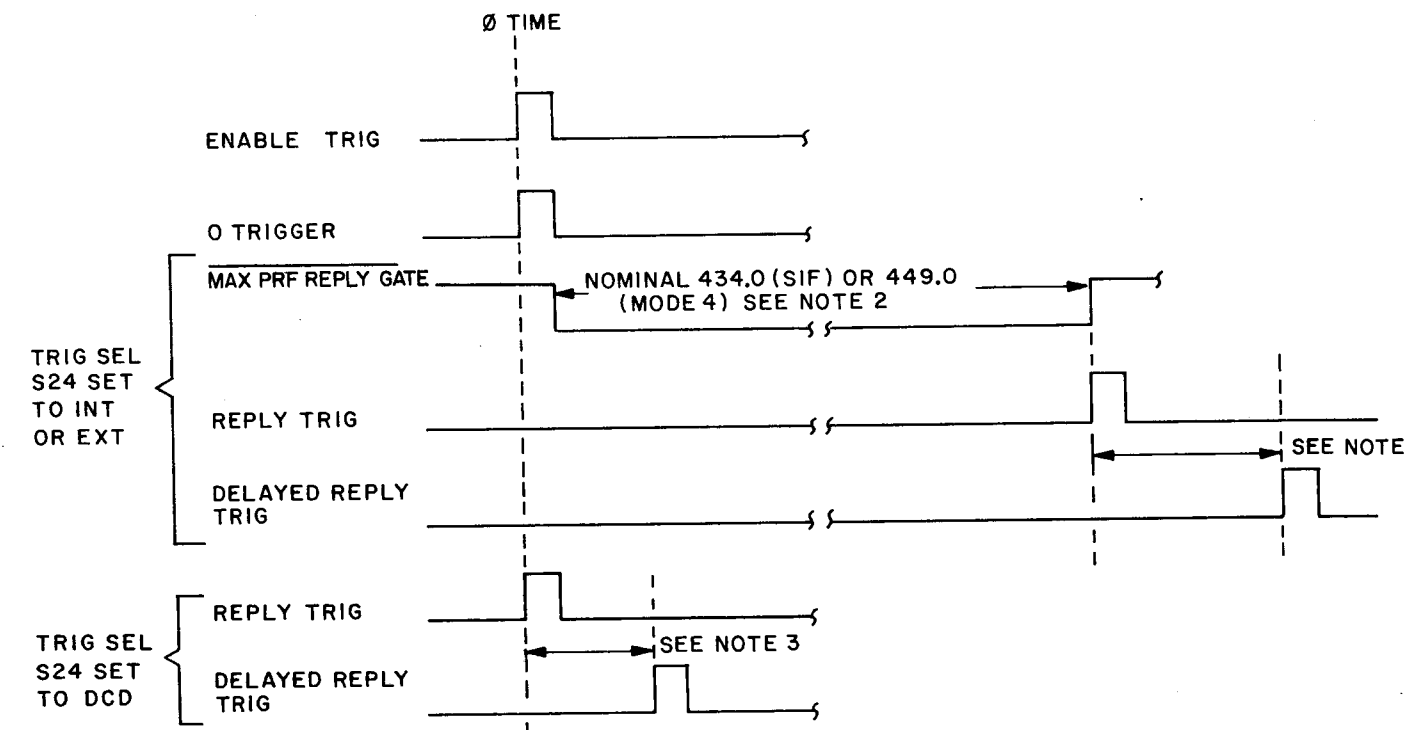 Ø TIME
ENABLE TRIG
O TRIGGER
MAX PRF REPLY GATE
NOMINAL 434.0 (SIF) OR 449.0
(MODE 4) SEE NOTE 2
TRIG SEL
S24 SET
TO INT
OR EXT
REPLY TRIG
SEE NOTE
DELAYED REPLY
TRIG
REPLY TRIG
TRIG SEL
S24 SET
TO DCD
SEE NOTE 3
DELAYED REPLY
TRIG